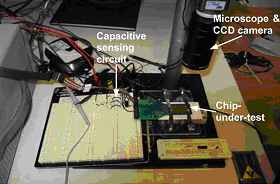 Microscope &
CCD camera
Capacitive
sensing
circuit
Chip-
under-test